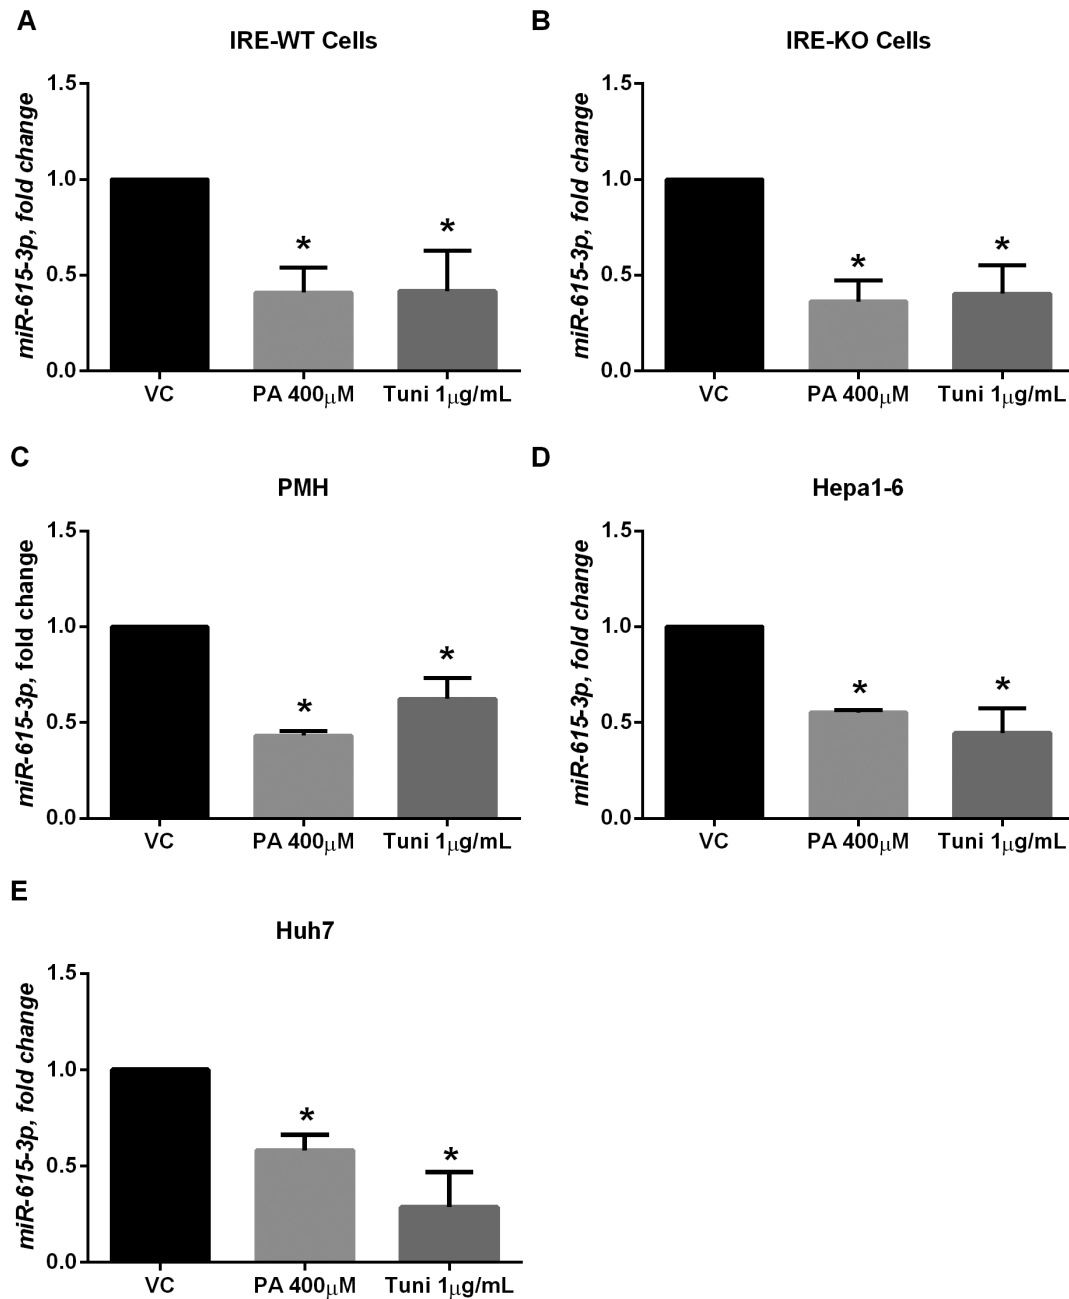 A
IRE-WT Cells
miR-615-3p, fold change
1.5
1.0
0.5
0.0
*
*
VC
PA 400μM
Tuni 1μg/mL
B
IRE-KO Cells
miR-615-3p, fold change
1.5
1.0
0.5
0.0
*
*
VC
PA 400μM
Tuni 1μg/mL
C
PMH
miR-615-3p, fold change
1.5
1.0
0.5
0.0
*
*
VC
PA 400μM
Tuni 1μg/mL
D
Hepa1-6
miR-615-3p, fold change
1.5
1.0
0.5
0.0
*
*
VC
PA 400μM
Tuni 1μg/mL
E
Huh7
miR-615-3p, fold change
1.5
1.0
0.5
0.0
*
*
VC
PA 400μM
Tuni 1μg/mL